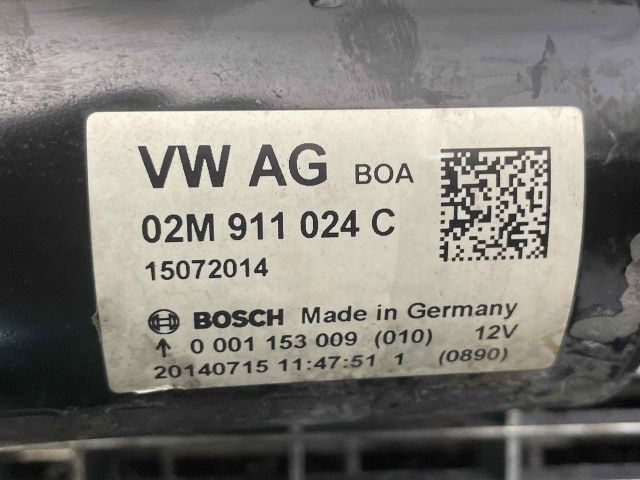 VW AG BOA
02M 911 024 C
15072014
BOSCH Made in Germany
↑ 0 001 153 009 (010) 12V
20140715 11:47:51 1 (0890)